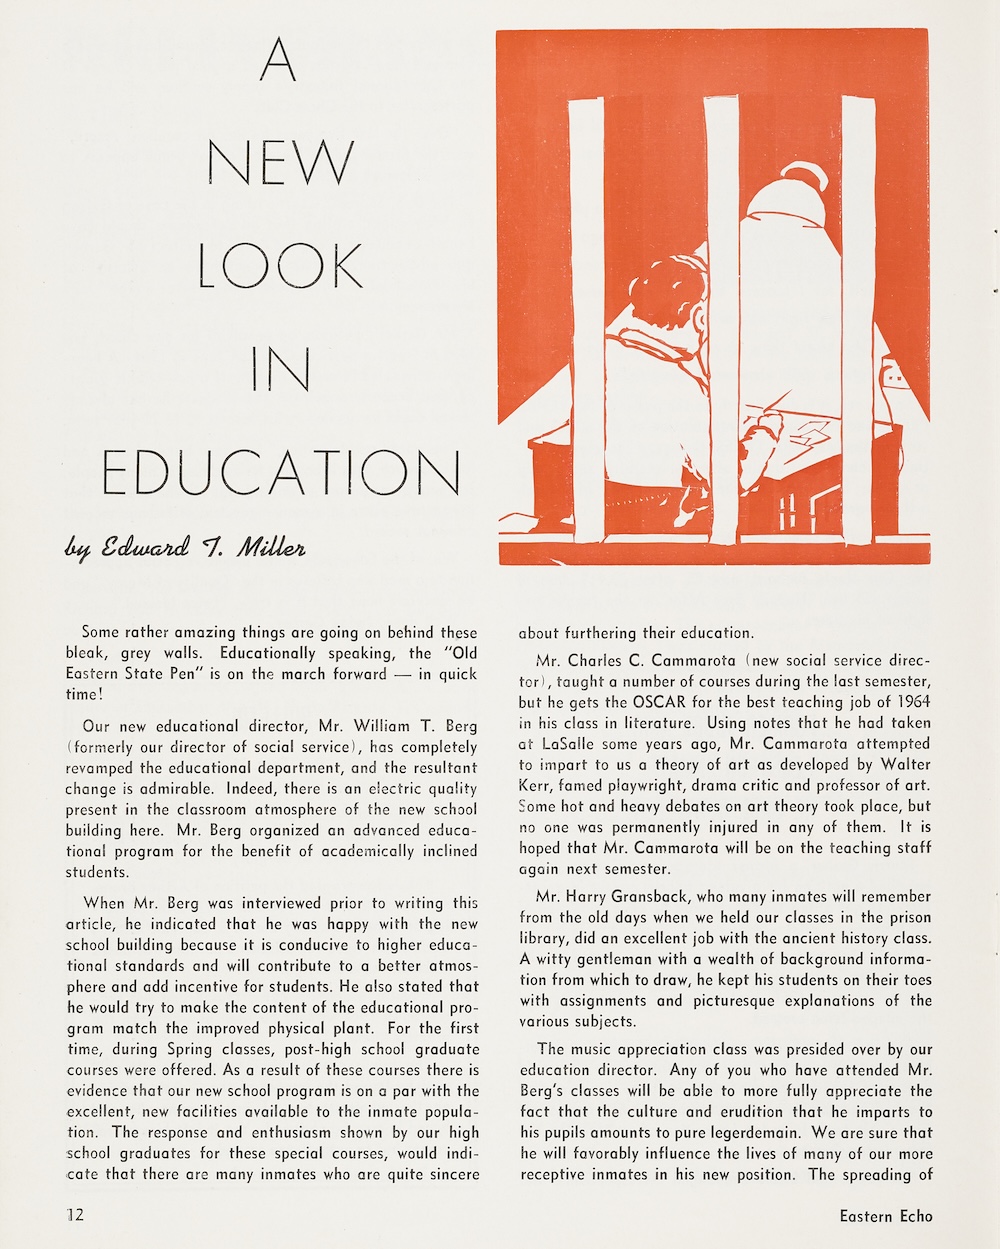 A
NEW
LOOK
IN
EDUCATION
by Edward T. Miller
Some rather amazing things are going on behind these
bleak, grey walls. Educationally speaking, the "Old
Eastern State Pen" is on the march forward — in quick
time!
Our new educational director, Mr. William T. Berg
(formerly our director of social service), has completely
revamped the educational department, and the resultant
change is admirable. Indeed, there is an electric quality
present in the classroom atmosphere of the new school
building here. Mr. Berg organized an advanced educa-
tional program for the benefit of academically inclined
students.
When Mr. Berg was interviewed prior to writing this
article, he indicated that he was happy with the new
school building because it is conducive to higher educa-
tional standards and will contribute to a better atmos-
phere and add incentive for students. He also stated that
he would try to make the content of the educational pro-
gram match the improved physical plant. For the first
time, during Spring classes, post-high school graduate
courses were offered. As a result of these courses there is
evidence that our new school program is on a par with the
excellent, new facilities available to the inmate popula-
tion. The response and enthusiasm shown by our high
school graduates for these special courses, would indi-
cate that there are many inmates who are quite sincere
about furthering their education.
Mr. Charles C. Cammarota (new social service direc-
tor), taught a number of courses during the last semester,
but he gets the OSCAR for the best teaching job of 1964
in his class in literature. Using notes that he had taken
at LaSalle some years ago, Mr. Cammarota attempted
to impart to us a theory of art as developed by Walter
Kerr, famed playwright, drama critic and professor of art.
Some hot and heavy debates on art theory took place, but
no one was permanently injured in any of them. It is
hoped that Mr. Cammarota will be on the teaching staff
again next semester.
Mr. Harry Gransback, who many inmates will remember
from the old days when we held our classes in the prison
library, did an excellent job with the ancient history class.
A witty gentleman with a wealth of background informa-
tion from which to draw, he kept his students on their toes
with assignments and picturesque explanations of the
various subjects.
The music appreciation class was presided over by our
education director. Any of you who have attended Mr.
Berg's classes will be able to more fully appreciate the
fact that the culture and erudition that he imparts to
his pupils amounts to pure legerdemain. We are sure that
he will favorably influence the lives of many of our more
receptive inmates in his new position. The spreading of
12
Eastern Echo